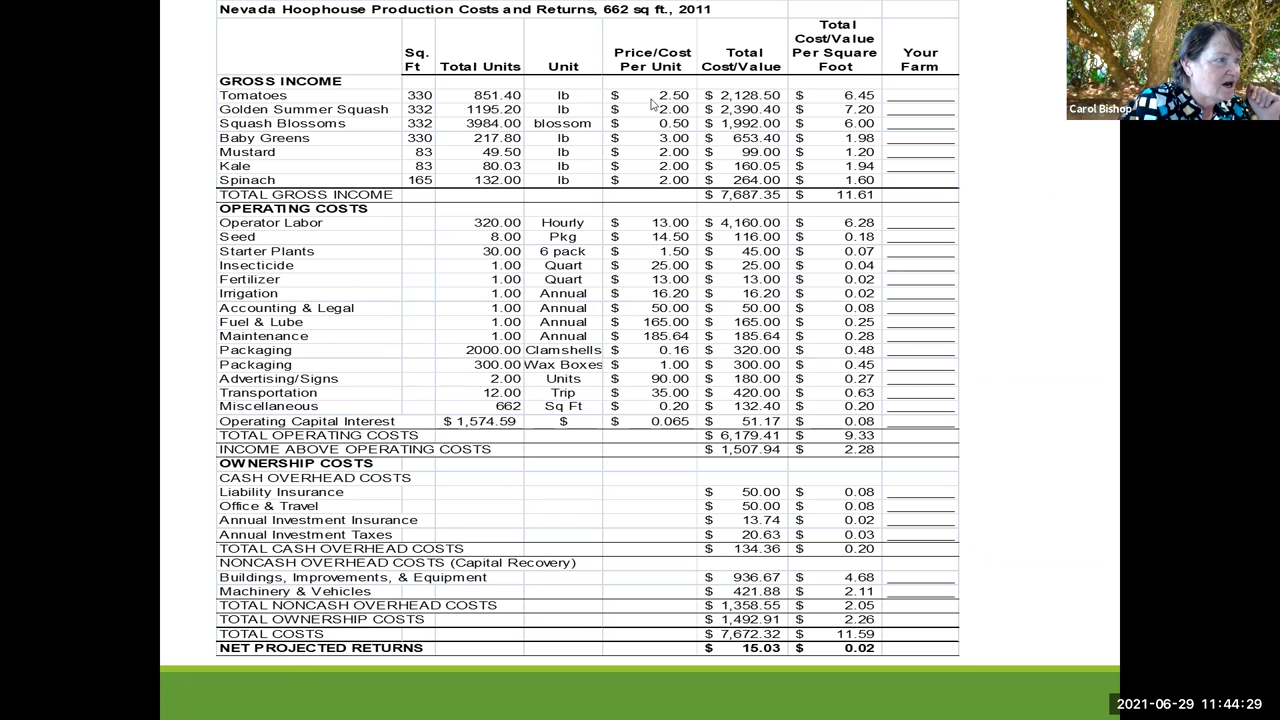 Nevada Hoophouse Production Costs and Returns, 662 sq ft., 2011
Sq. Ft Total Units Unit Price/Cost Per Unit Total Cost/Value Total Cost/Value Per Square Foot Your Farm
GROSS INCOME
Tomatoes 330 851.40 lb $ 2.50 $ 2,128.50 $ 6.45
Golden Summer Squash 332 1195.20 lb $ 2.00 $ 2,390.40 $ 7.20
Squash Blossoms 332 3984.00 blossom $ 0.50 $ 1,992.00 $ 6.00
Baby Greens 330 217.80 lb $ 3.00 $ 653.40 $ 1.98
Mustard 83 49.50 lb $ 2.00 $ 99.00 $ 1.20
Kale 83 80.03 lb $ 2.00 $ 160.05 $ 1.94
Spinach 165 132.00 lb $ 2.00 $ 264.00 $ 1.60
TOTAL GROSS INCOME $ 7,687.35 $ 11.61
OPERATING COSTS
Operator Labor 320.00 Hourly $ 13.00 $ 4,160.00 $ 6.28
Seed 8.00 Pkg $ 14.50 $ 116.00 $ 0.18
Starter Plants 30.00 6 pack $ 1.50 $ 45.00 $ 0.07
Insecticide 1.00 Quart $ 25.00 $ 25.00 $ 0.04
Fertilizer 1.00 Quart $ 13.00 $ 13.00 $ 0.02
Irrigation 1.00 Annual $ 16.20 $ 16.20 $ 0.02
Accounting & Legal 1.00 Annual $ 50.00 $ 50.00 $ 0.08
Fuel & Lube 1.00 Annual $ 165.00 $ 165.00 $ 0.25
Maintenance 1.00 Annual $ 185.64 $ 185.64 $ 0.28
Packaging 2000.00 Clamshells $ 0.16 $ 320.00 $ 0.48
Packaging 300.00 Wax Boxes $ 1.00 $ 300.00 $ 0.45
Advertising/Signs 2.00 Units $ 90.00 $ 180.00 $ 0.27
Transportation 12.00 Trip $ 35.00 $ 420.00 $ 0.63
Miscellaneous 662 Sq Ft $ 0.20 $ 132.40 $ 0.20
Operating Capital Interest $ 1,574.59 $ $ 0.065 $ 51.17 $ 0.08
TOTAL OPERATING COSTS $ 6,179.41 $ 9.33
INCOME ABOVE OPERATING COSTS $ 1,507.94 $ 2.28
OWNERSHIP COSTS
CASH OVERHEAD COSTS
Liability Insurance $ 50.00 $ 0.08
Office & Travel $ 50.00 $ 0.08
Annual Investment Insurance $ 13.74 $ 0.02
Annual Investment Taxes $ 20.63 $ 0.03
TOTAL CASH OVERHEAD COSTS $ 134.36 $ 0.20
NONCASH OVERHEAD COSTS (Capital Recovery)
Buildings, Improvements, & Equipment $ 936.67 $ 4.68
Machinery & Vehicles $ 421.88 $ 2.11
TOTAL NONCASH OVERHEAD COSTS $ 1,358.55 $ 2.05
TOTAL OWNERSHIP COSTS $ 1,492.91 $ 2.26
TOTAL COSTS $ 7,672.32 $ 11.59
NET PROJECTED RETURNS $ 15.03 $ 0.02
Carol Bishop
2021-06-29 11:44:29